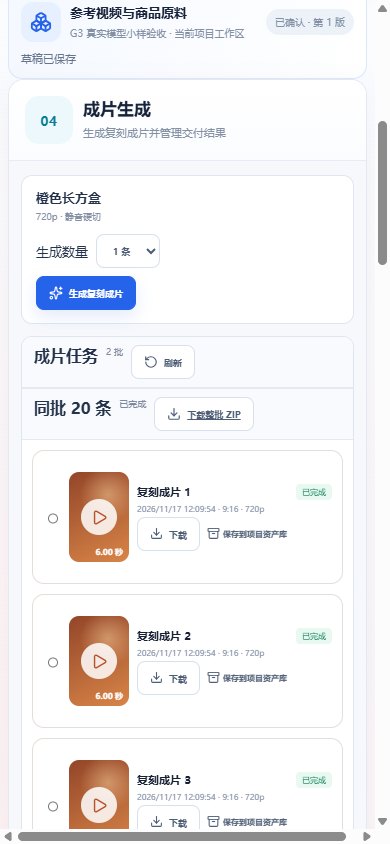 参考视频与商品原料
G3 真实模型小样验收 · 当前项目工作区
已确认 · 第 1 版
草稿已保存
04
成片生成
生成复刻成片并管理交付结果
橙色长方盒
720p · 静音硬切
生成数量
1 条
生成复刻成片
成片任务
2 批
刷新
同批 20 条
已完成
下载整批 ZIP
复刻成片 1
已完成
2026/11/17 12:09:54 · 9:16 · 720p
下载
保存到项目资产库
6.00 秒
复刻成片 2
已完成
2026/11/17 12:09:54 · 9:16 · 720p
下载
保存到项目资产库
6.00 秒
复刻成片 3
已完成
2026/11/17 12:09:54 · 9:16 · 720p
下载
保存到项目资产库